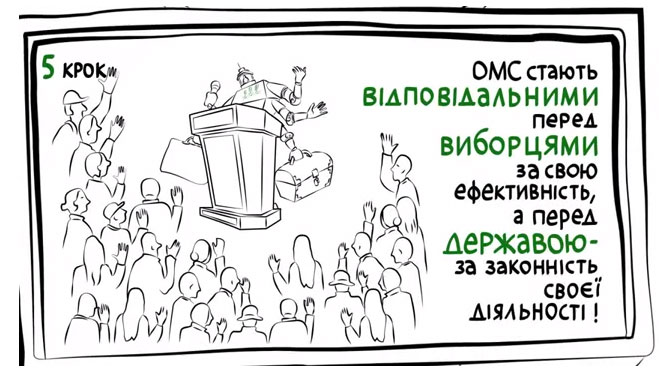 5 КРОК
ОМС стають
ВІДПОВІДАЛЬНИМИ
перед
ВИБОРЦЯМИ
за свою
ефективність,
а перед
ДЕРЖАВОЮ-
за законність
своєї
діяльності!